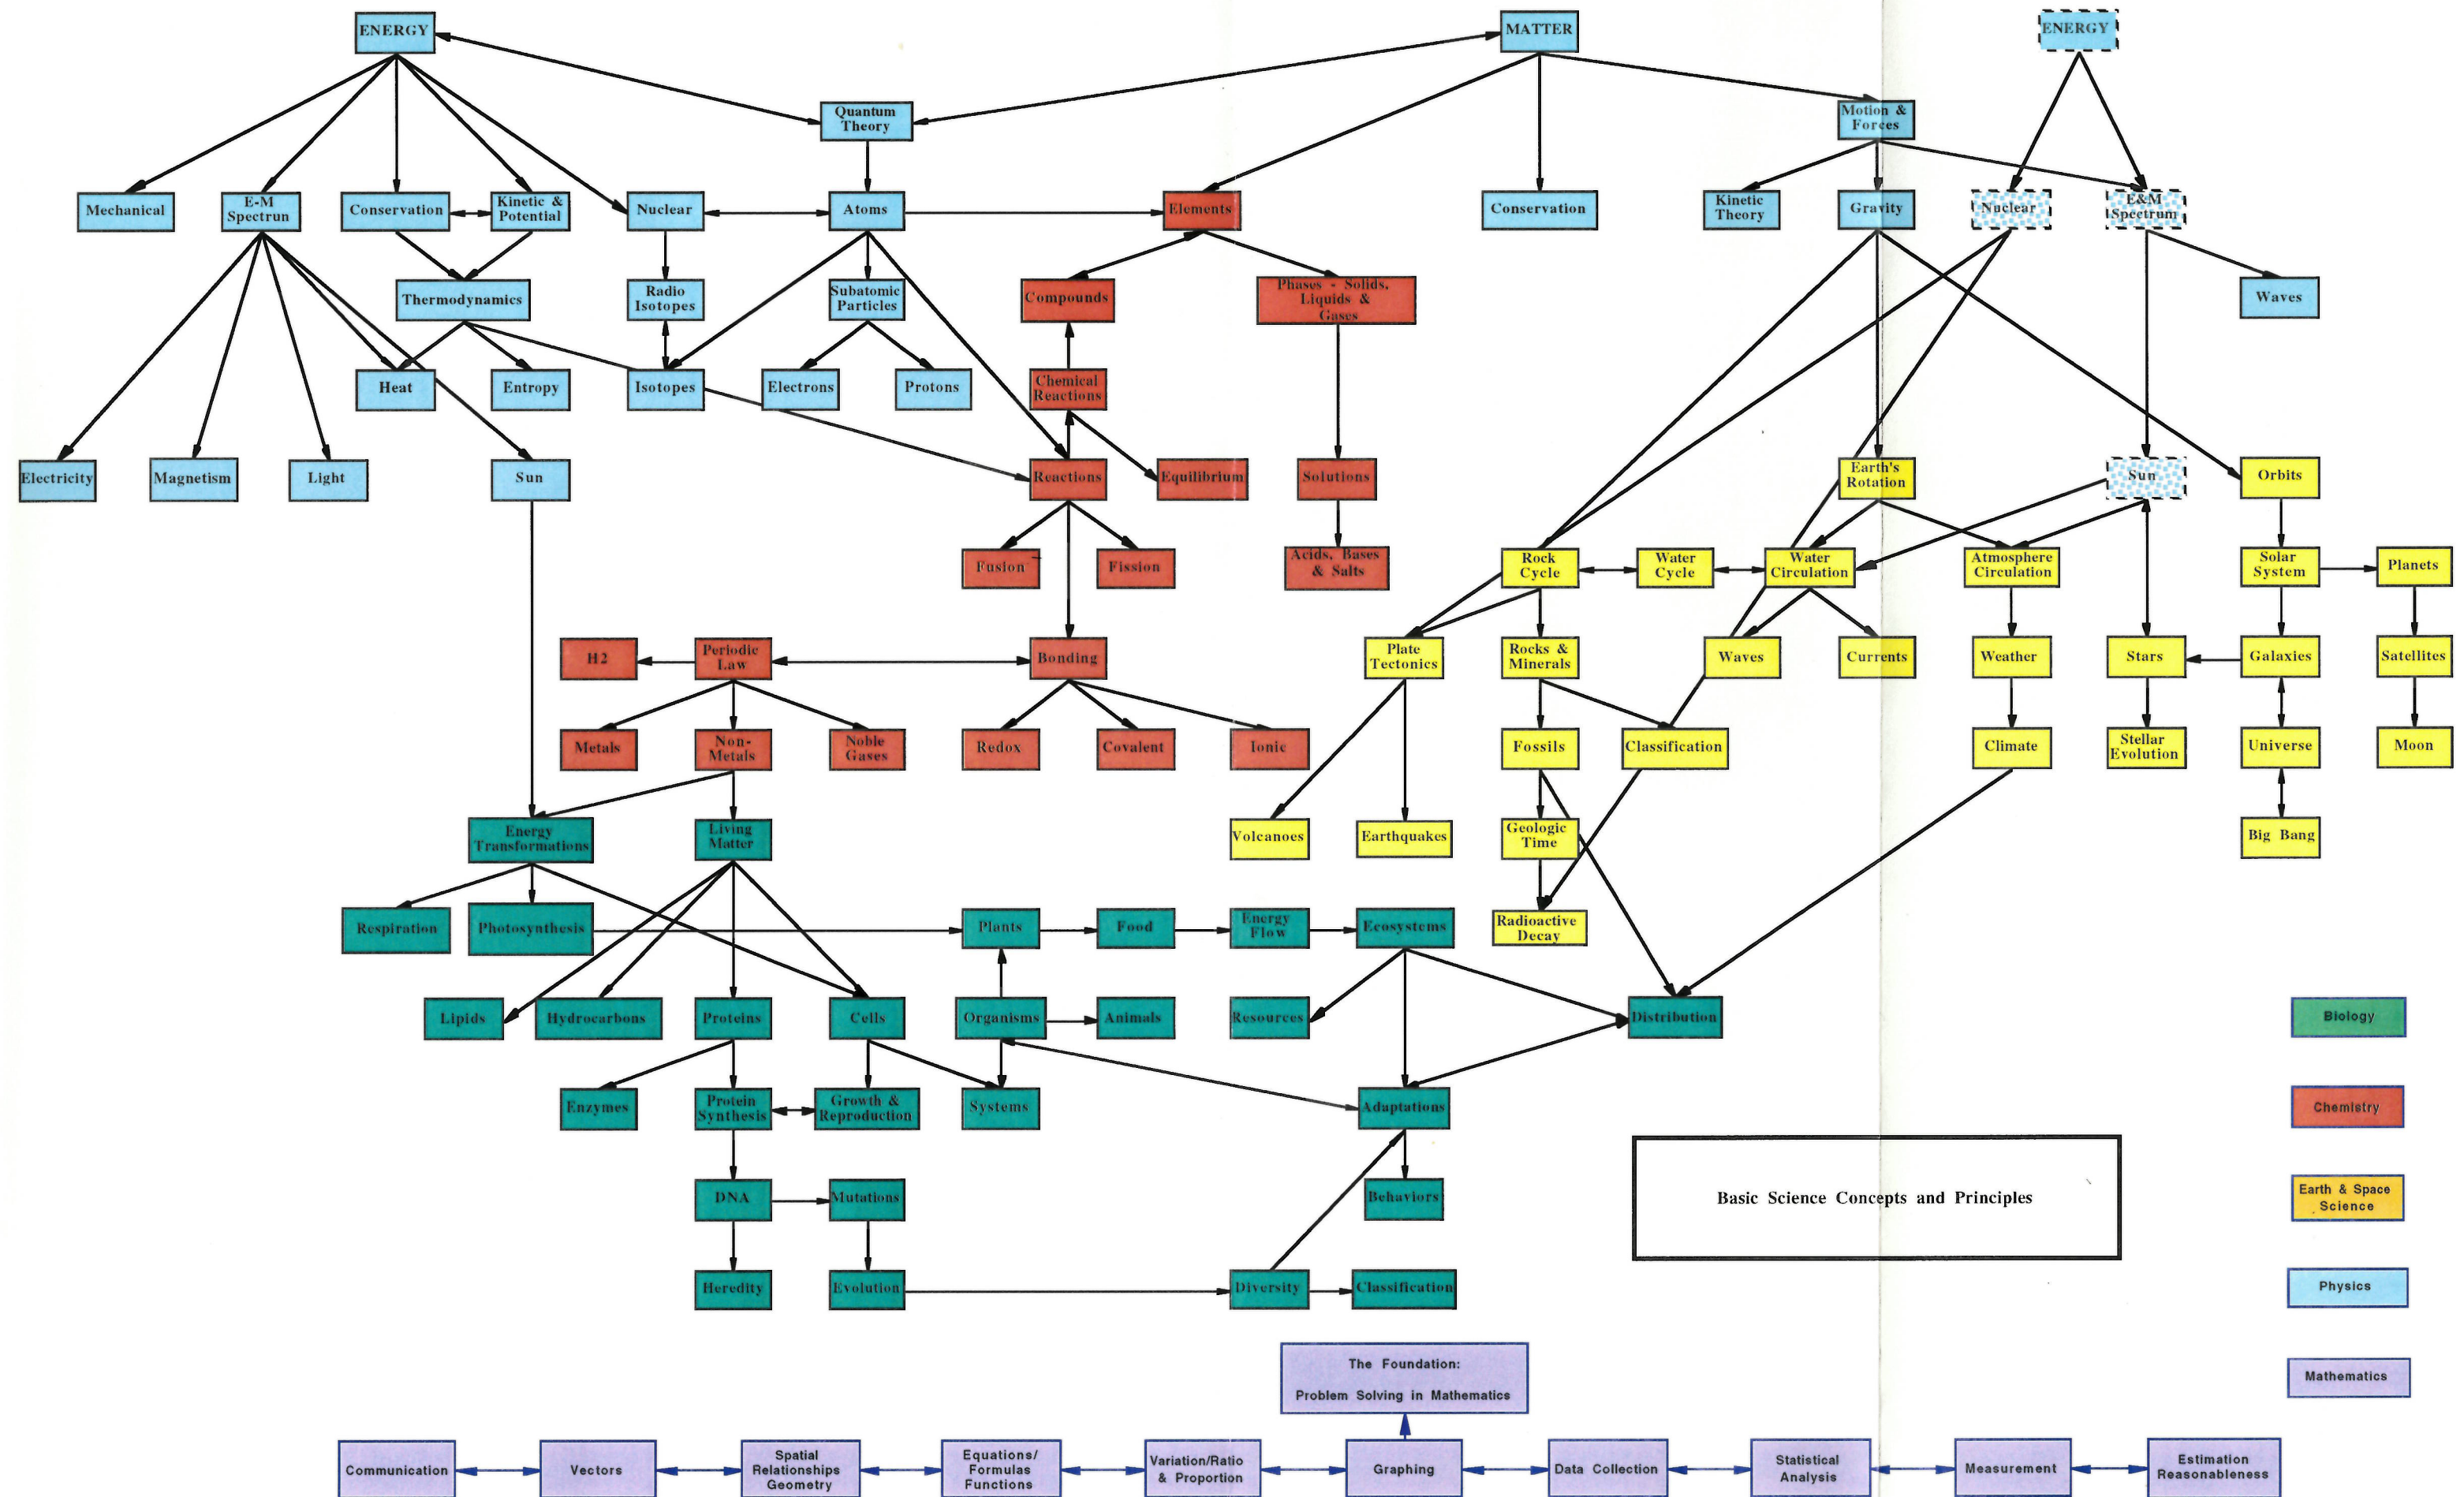 ENERGY
MATTER
ENERGY
Quantum
Theory
Motion &
Forces
Mechanical
E-M
Spectrun
Conservation
Kinetic &
Potential
Nuclear
Atoms
Elements
Conservation
Kinetic
Theory
Gravity
Nuclear
E&M
Spectrum
Thermodynamics
Radio
Isotopes
Subatomic
Particles
Compounds
Phases - Solids,
Liquids &
Gases
Waves
Heat
Entropy
Isotopes
Electrons
Protons
Chemical
Reactions
Electricity
Magnetism
Light
Sun
Reactions
Equilibrium
Solutions
Earth's
Rotation
Sun
Orbits
Fusion
Fission
Acids, Bases
& Salts
Rock
Cycle
Water
Cycle
Water
Circulation
Atmosphere
Circulation
Solar
System
Planets
H2
Periodic
Law
Bonding
Plate
Tectonics
Rocks &
Minerals
Waves
Currents
Weather
Stars
Galaxies
Satellites
Metals
Non-
Metals
Noble
Gases
Redox
Covalent
Ionic
Fossils
Classification
Climate
Stellar
Evolution
Universe
Moon
Energy
Transformations
Living
Matter
Volcanoes
Earthquakes
Geologic
Time
Big Bang
Respiration
Photosynthesis
Plants
Food
Energy
Flow
Ecosystems
Radioactive
Decay
Lipids
Hydrocarbons
Proteins
Cells
Organisms
Animals
Resources
Distribution
Biology
Enzymes
Protein
Synthesis
Growth &
Reproduction
Systems
Adaptations
Chemistry
DNA
Mutations
Behaviors
Basic Science Concepts and Principles
Earth & Space
Science
Heredity
Evolution
Diversity
Classification
Physics
The Foundation:
Problem Solving in Mathematics
Mathematics
Communication
Vectors
Spatial
Relationships
Geometry
Equations/
Formulas
Functions
Variation/Ratio
& Proportion
Graphing
Data Collection
Statistical
Analysis
Measurement
Estimation
Reasonableness